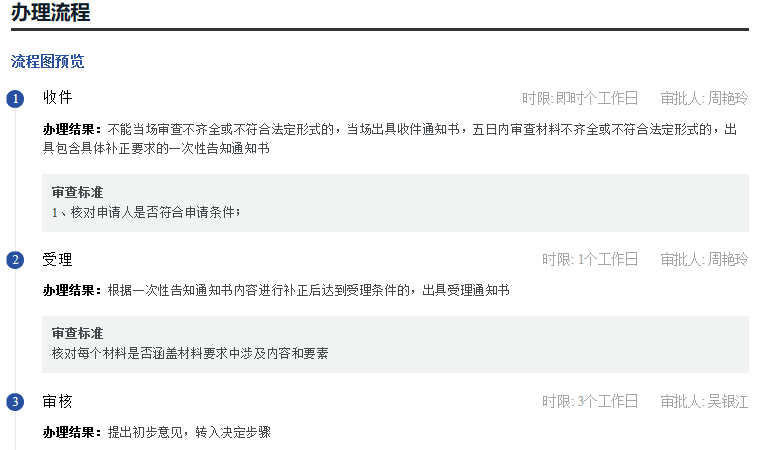 办理流程
流程图预览
1 收件 时限: 即时个工作日 审批人: 周艳玲
办理结果：不能当场审查不齐全或不符合法定形式的，当场出具收件通知书，五日内审查材料不齐全或不符合法定形式的，出
具包含具体补正要求的一次性告知通知书
审查标准
1、核对申请人是否符合申请条件；
2 受理 时限: 1个工作日 审批人: 周艳玲
办理结果：根据一次性告知通知书内容进行补正后达到受理条件的，出具受理通知书
审查标准
核对每个材料是否涵盖材料要求中涉及内容和要素
3 审核 时限: 3个工作日 审批人: 吴银江
办理结果：提出初步意见，转入决定步骤